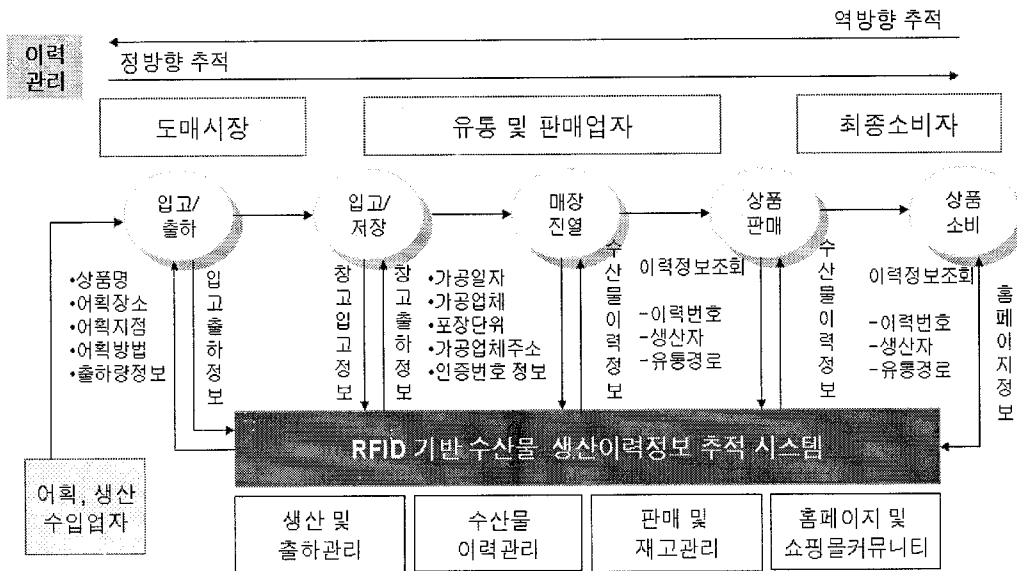 역방향 추적
이력
관리
정방향 추적
도매시장
유통 및 판매업자
최종소비자
입고/
출하
입고/
저장
매장
진열
상품
판매
상품
소비
•상품명
•어획장소
•어획지점
•어획방법
•출하량정보
입고출하정보
창고입고정보
창고출하정보
•가공일자
•가공업체
•포장단위
•가공업체주소
•인증번호 정보
수산물이력정보
이력정보조회
-이력번호
-생산자
-유통경로
수산물이력정보
이력정보조회
-이력번호
-생산자
-유통경로
홈페이지정보
RFID 기반 수산물 생산이력정보 추적 시스템
어획, 생산
수입업자
생산 및
출하관리
수산물
이력관리
판매 및
재고관리
홈페이지 및
쇼핑몰커뮤니티